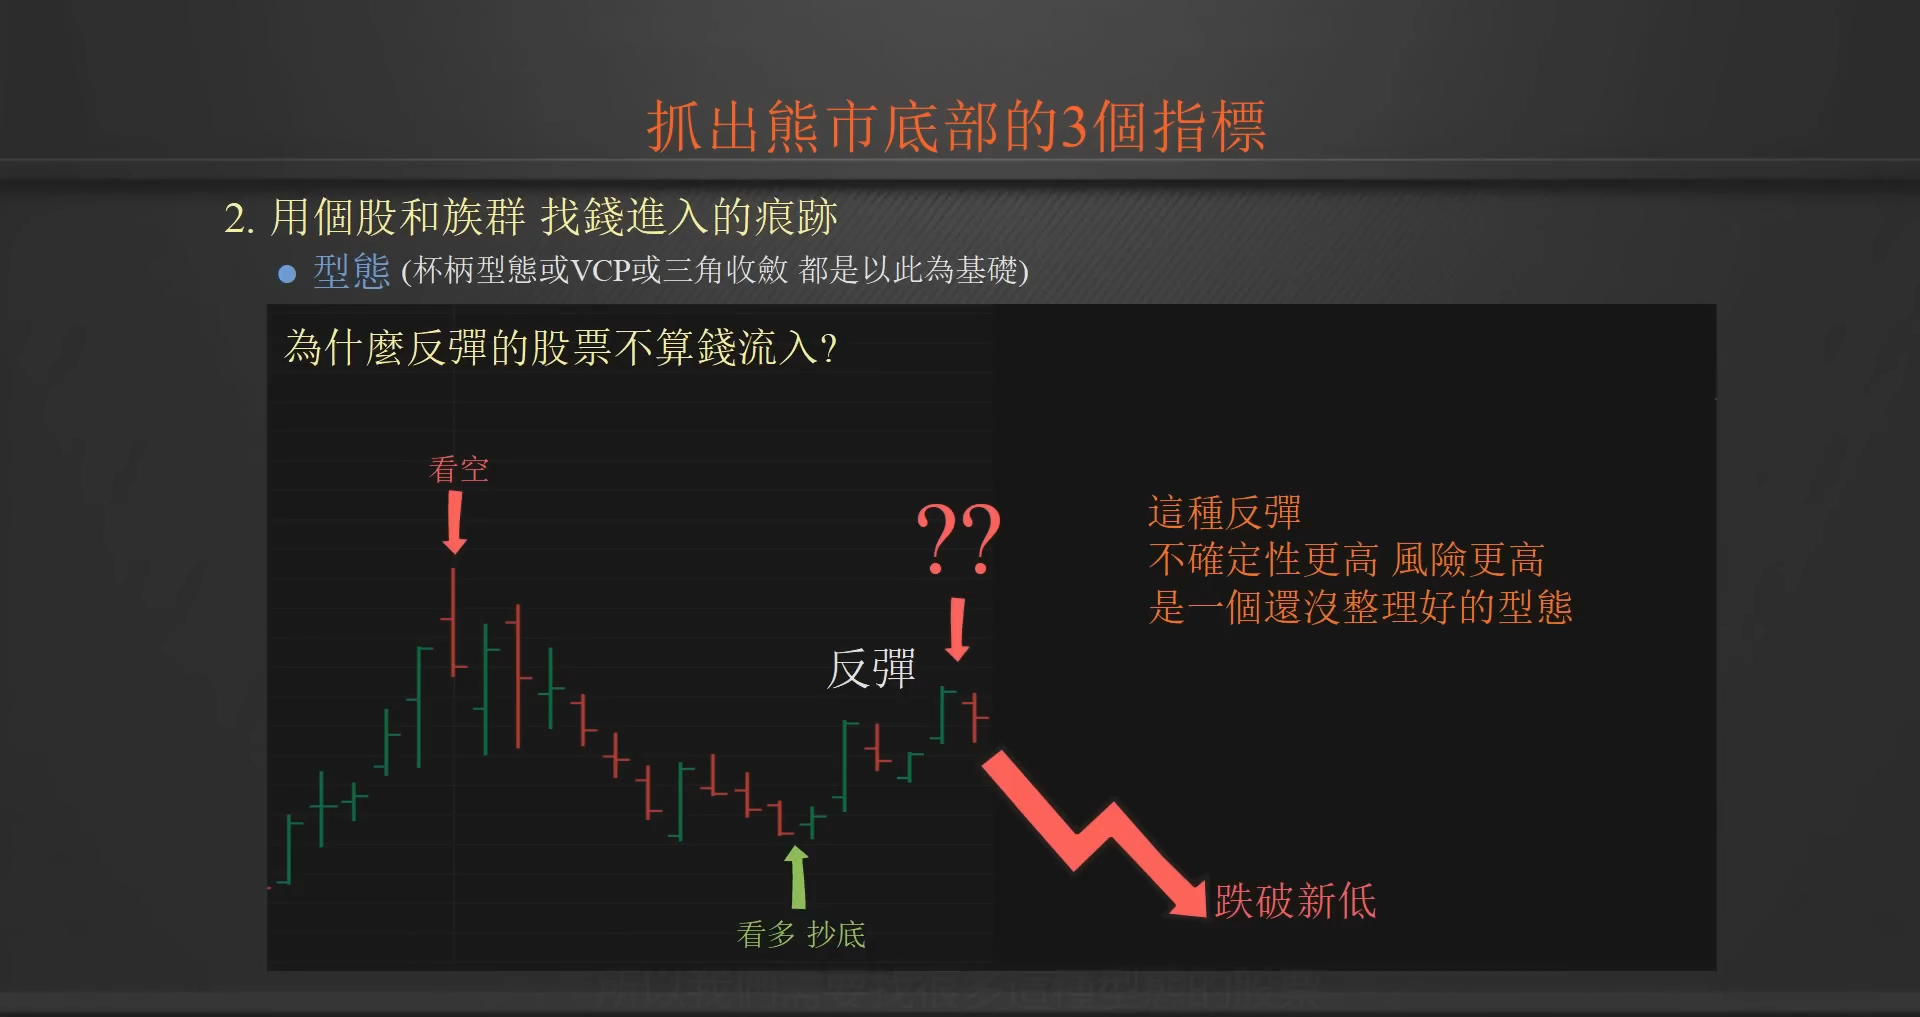 抓出熊市底部的3個指標
2. 用個股和族群 找錢進入的痕跡
型態 (杯柄型態或VCP或三角收斂 都是以此為基礎)
為什麼反彈的股票不算錢流入?
看空
??
反彈
這種反彈
不確定性更高 風險更高
是一個還沒整理好的型態
跌破新低
看多 抄底